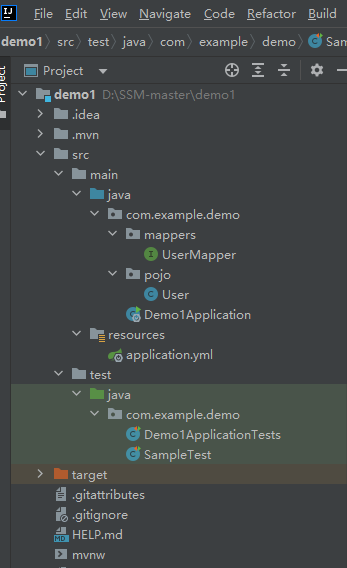 File Edit View Navigate Code Refactor Build
demo1 src test java com example demo
Project
Project
demo1 D:\SSM-master\demo1
.idea
.mvn
src
main
java
com.example.demo
mappers
UserMapper
pojo
User
Demo1Application
resources
application.yml
test
java
com.example.demo
Demo1ApplicationTests
SampleTest
target
.gitattributes
.gitignore
HELP.md
mvnw